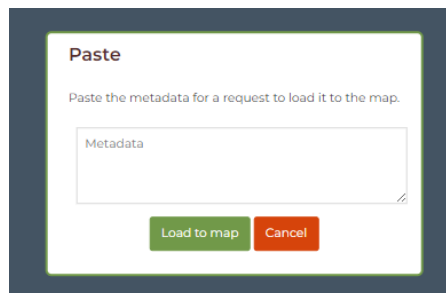 Paste
Paste the metadata for a request to load it to the map.
Metadata
Load to map
Cancel